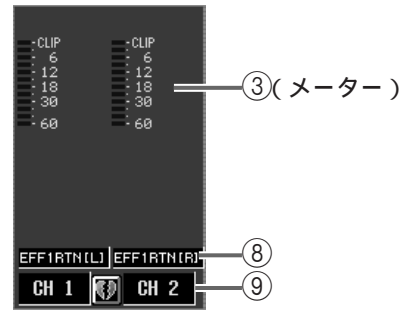 CLIP CLIP
6 6
12 12
18 18 ③(メーター)
30 30
60 60
EFF1RTN[L] EFF1RTN[R] ⑧
CH 1 CH 2 ⑨